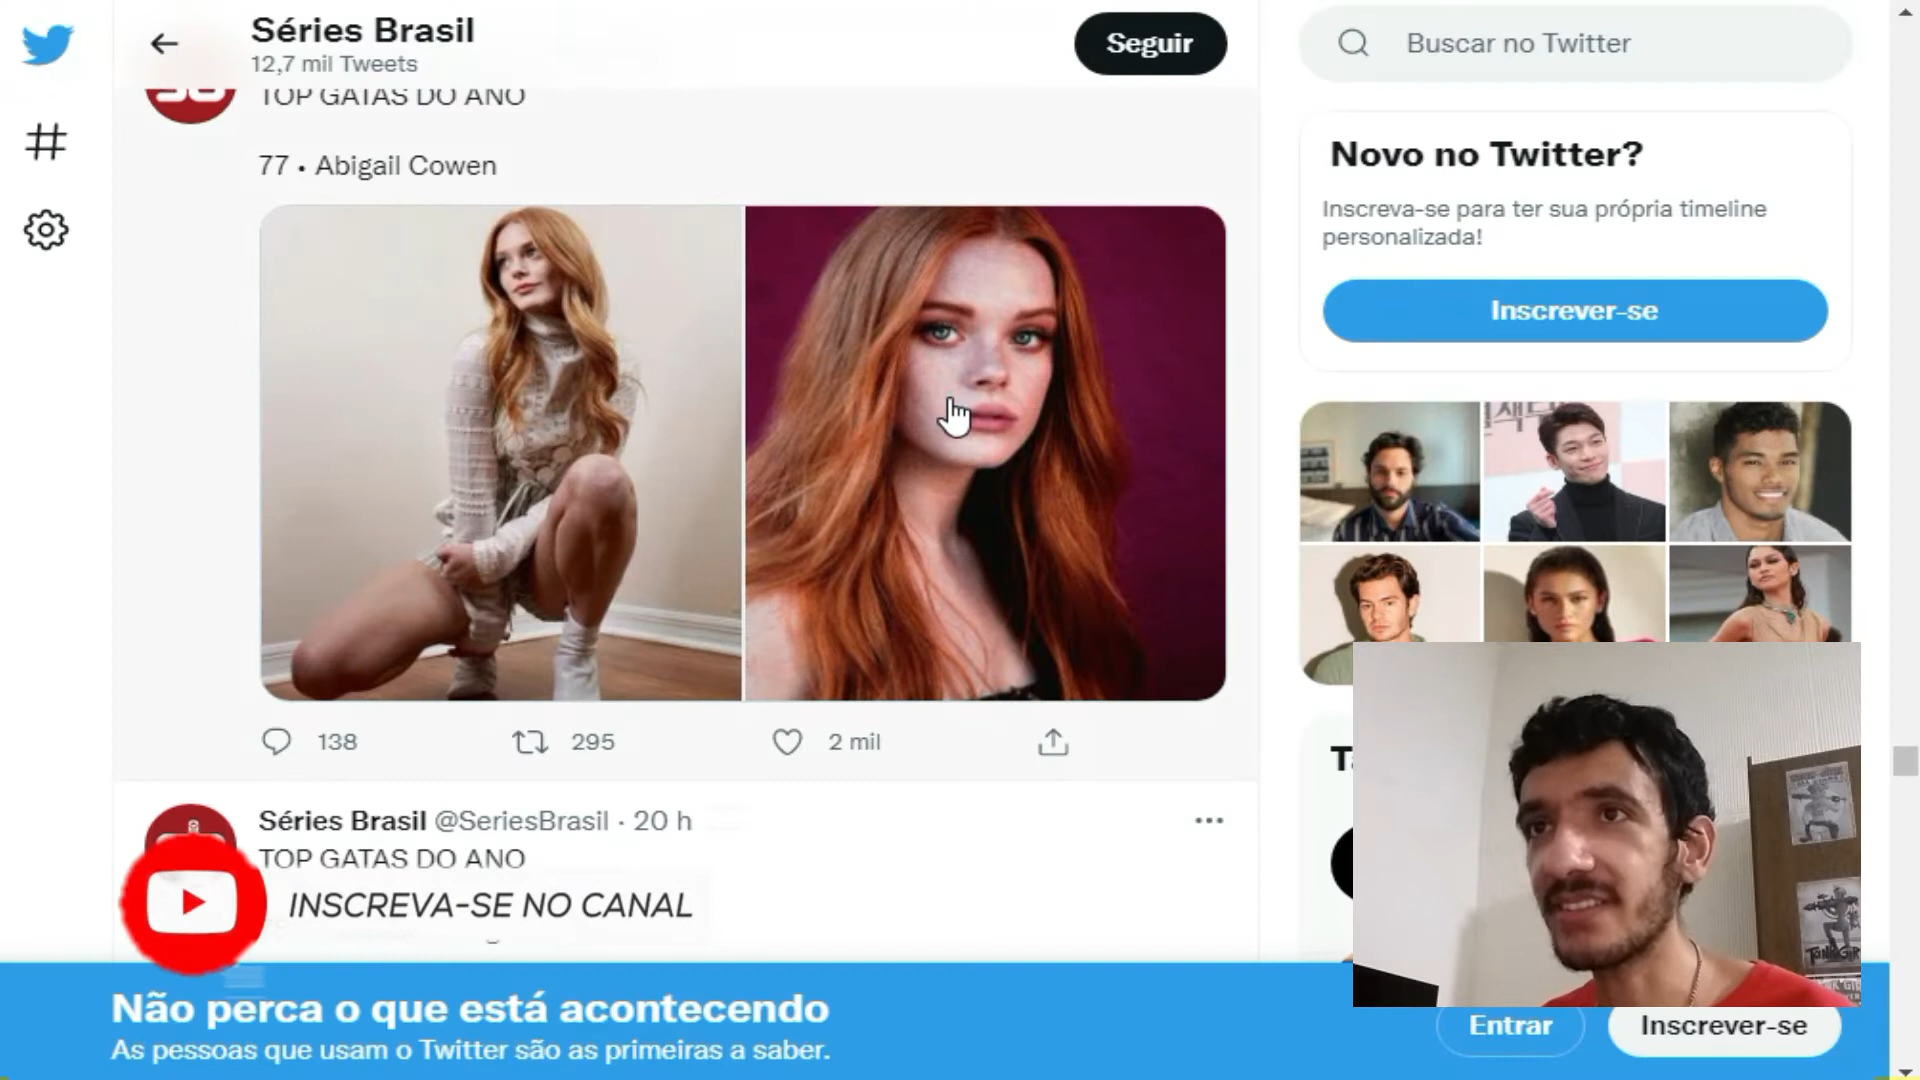 Séries Brasil
12,7 mil Tweets
Seguir
Buscar no Twitter
TOP GATAS DO ANO
77 • Abigail Cowen
Novo no Twitter?
Inscreva-se para ter sua própria timeline
personalizada!
Inscrever-se
138
295
2 mil
Séries Brasil @SeriesBrasil · 20 h
TOP GATAS DO ANO
INSCREVA-SE NO CANAL
Não perca o que está acontecendo
As pessoas que usam o Twitter são as primeiras a saber.
Entrar
Inscrever-se